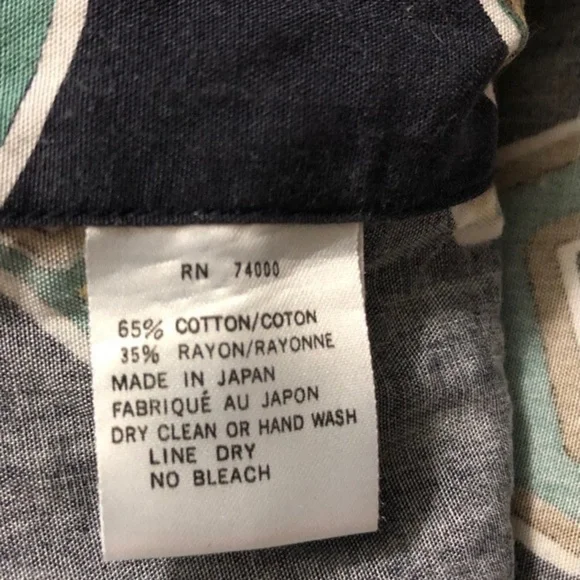 RN 74000
65% COTTON/COTON
35% RAYON/RAYONNE
MADE IN JAPAN
FABRIQUÉ AU JAPON
DRY CLEAN OR HAND WASH
LINE DRY
NO BLEACH